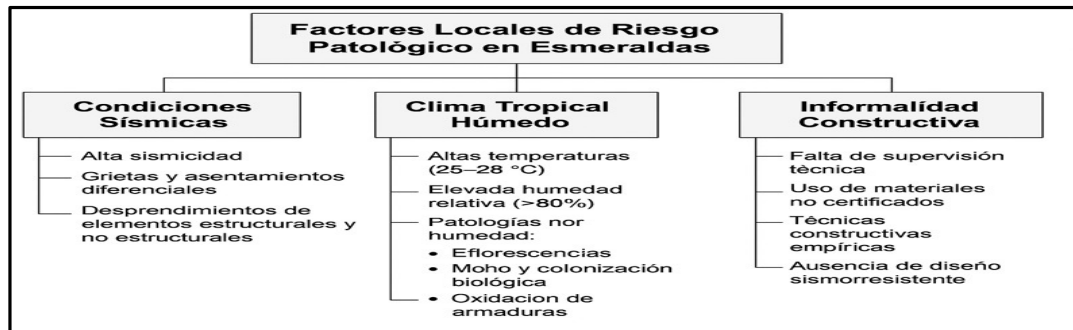 Factores Locales de Riesgo
Patológico en Esmeraldas
Condiciones
Sísmicas
Alta sismicidad
Grietas y asentamientos
diferenciales
Desprendimientos de
elementos estructurales y
no estructurales
Clima Tropical
Húmedo
Altas temperaturas
(25–28 °C)
Elevada humedad
relativa (>80%)
Patologías nor
humedad:
• Eflorescencias
• Moho y colonización
biológica
• Oxidacion de
armaduras
Informalídad
Constructiva
Falta de supervisión
tècnica
Uso de materiales
no certificados
Técnicas
constructivas
empíricas
Ausencia de diseño
sismorresistente